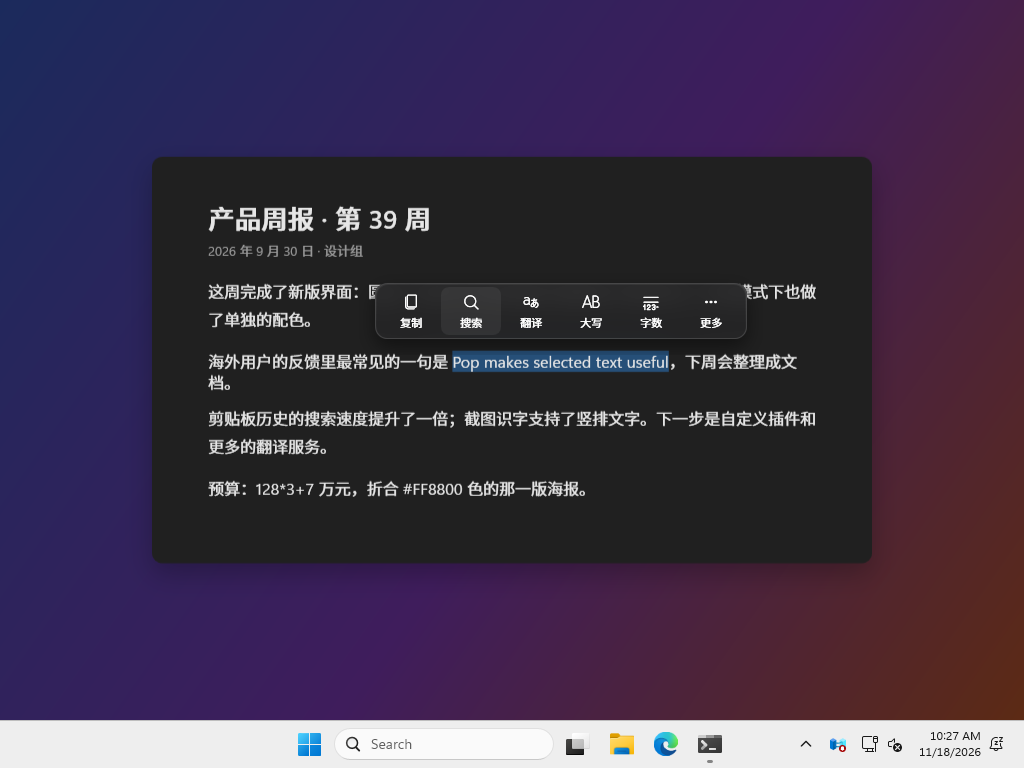 产品周报 · 第 39 周
2026 年 9 月 30 日 · 设计组
这周完成了新版界面：
模式下也做
了单独的配色。
复制
搜索
翻译
大写
字数
更多
海外用户的反馈里最常见的一句是 Pop makes selected text useful，下周会整理成文
档。
剪贴板历史的搜索速度提升了一倍；截图识字支持了竖排文字。下一步是自定义插件和
更多的翻译服务。
预算：128*3+7 万元，折合 #FF8800 色的那一版海报。
Search
10:27 AM
11/18/2026